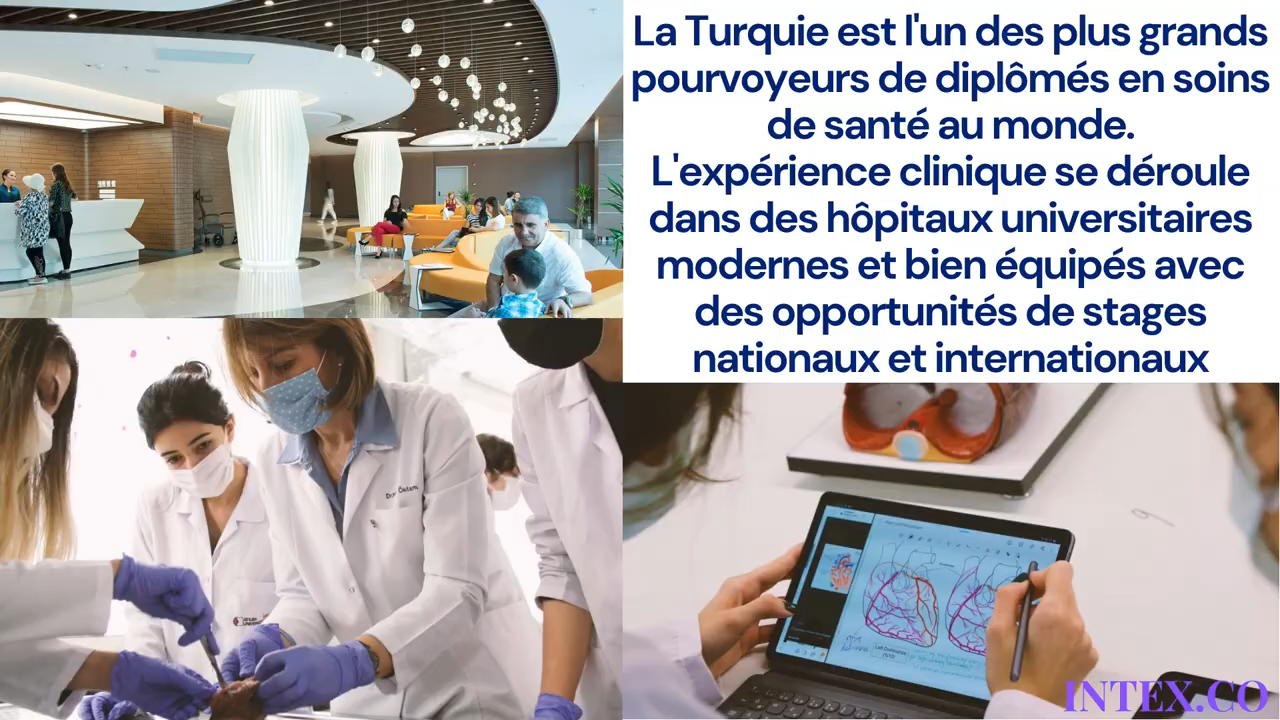 La Turquie est l'un des plus grands
pourvoyeurs de diplômés en soins
de santé au monde.
L'expérience clinique se déroule
dans des hôpitaux universitaires
modernes et bien équipés avec
des opportunités de stages
nationaux et internationaux
INTEX.CO